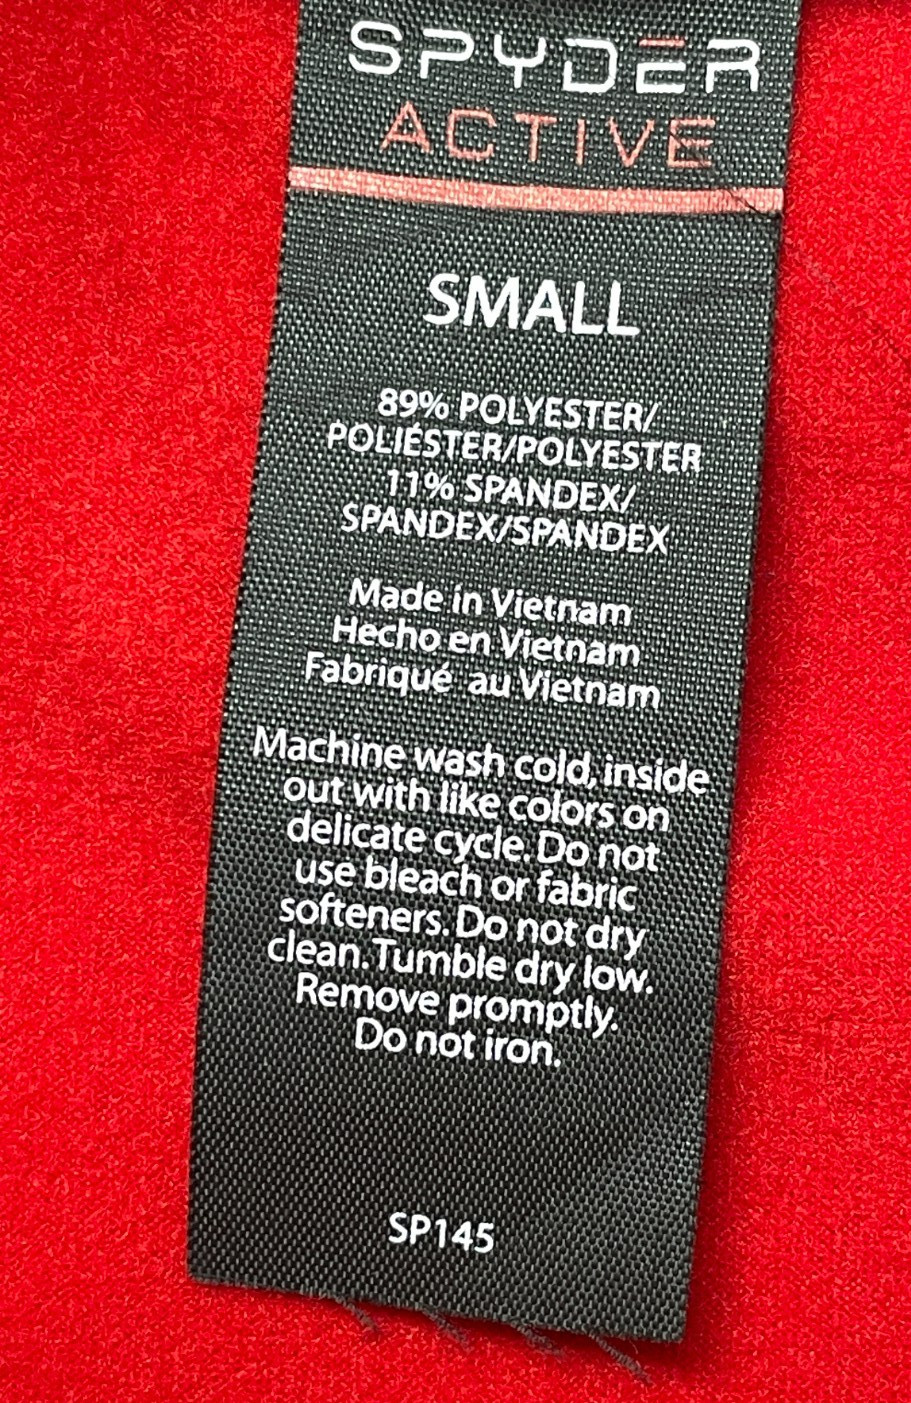 SPYDER
ACTIVE
SMALL
89% POLYESTER/
POLIÉSTER/POLYESTER
11% SPANDEX/
SPANDEX/SPANDEX
Made in Vietnam
Hecho en Vietnam
Fabriqué au Vietnam
Machine wash cold, inside
out with like colors on
delicate cycle. Do not
use bleach or fabric
softeners. Do not dry
clean. Tumble dry low.
Remove promptly.
Do not iron.
SP145